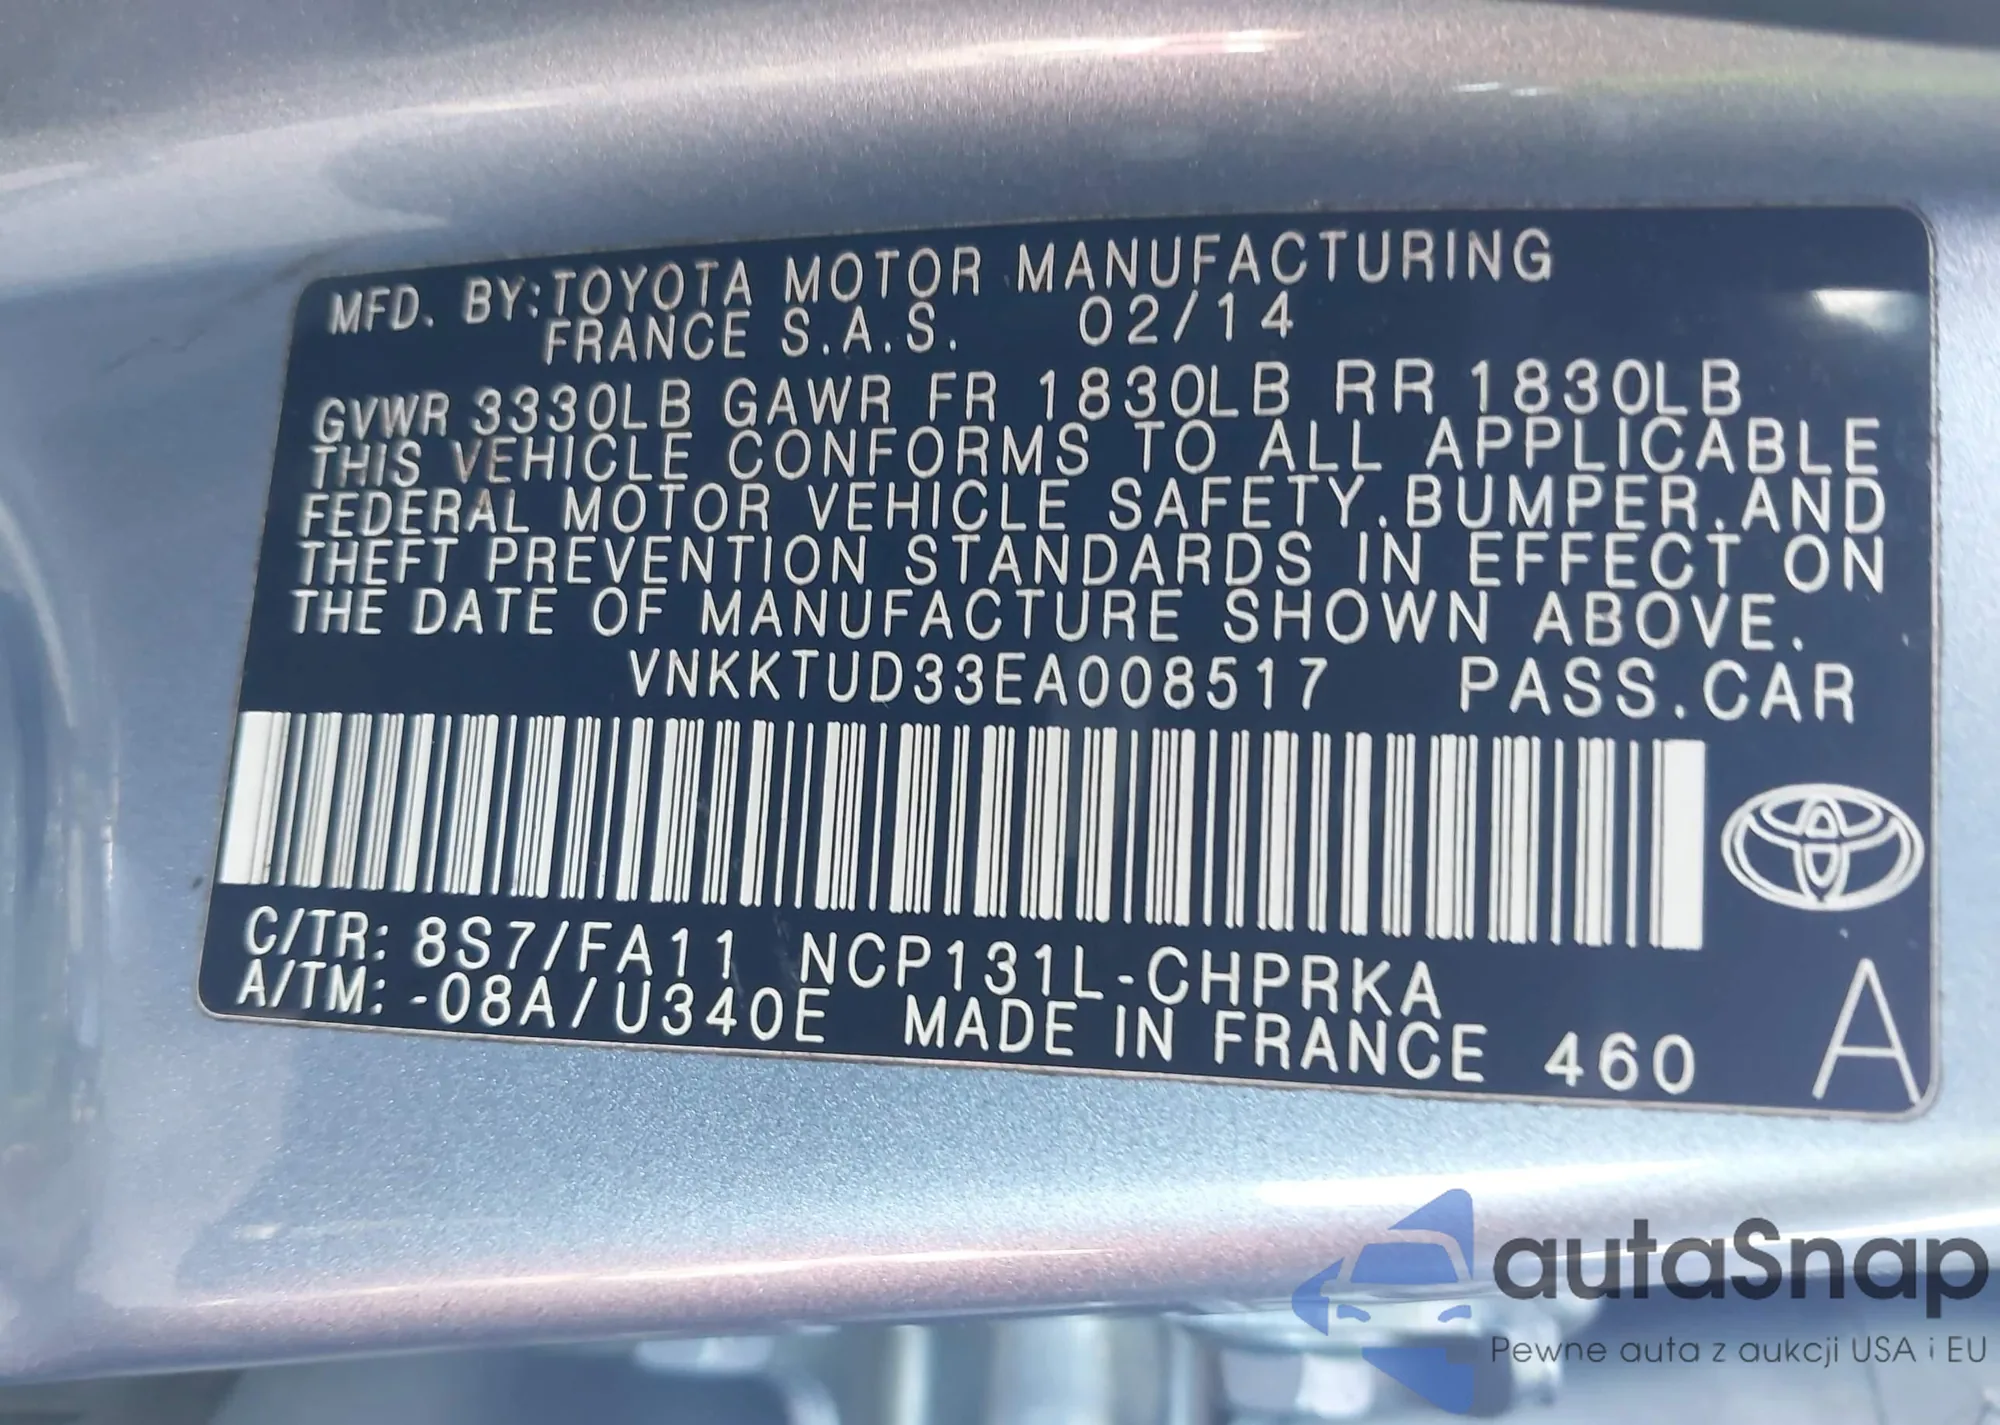 MFD. BY:TOYOTA MOTOR MANUFACTURING
FRANCE S.A.S. 02/14
GVWR 3330LB GAWR FR 1830LB RR 1830LB
THIS VEHICLE CONFORMS TO ALL APPLICABLE
FEDERAL MOTOR VEHICLE SAFETY.BUMPER.AND
THEFT PREVENTION STANDARDS IN EFFECT ON
THE DATE OF MANUFACTURE SHOWN ABOVE.
VNKKTUD33EA008517 PASS.CAR
C/TR: 8S7/FA11 NCP131L-CHPRKA
A/TM: -08A/U340E MADE IN FRANCE 460
A
autaSnap
Pewne auta z aukcji USA i EU